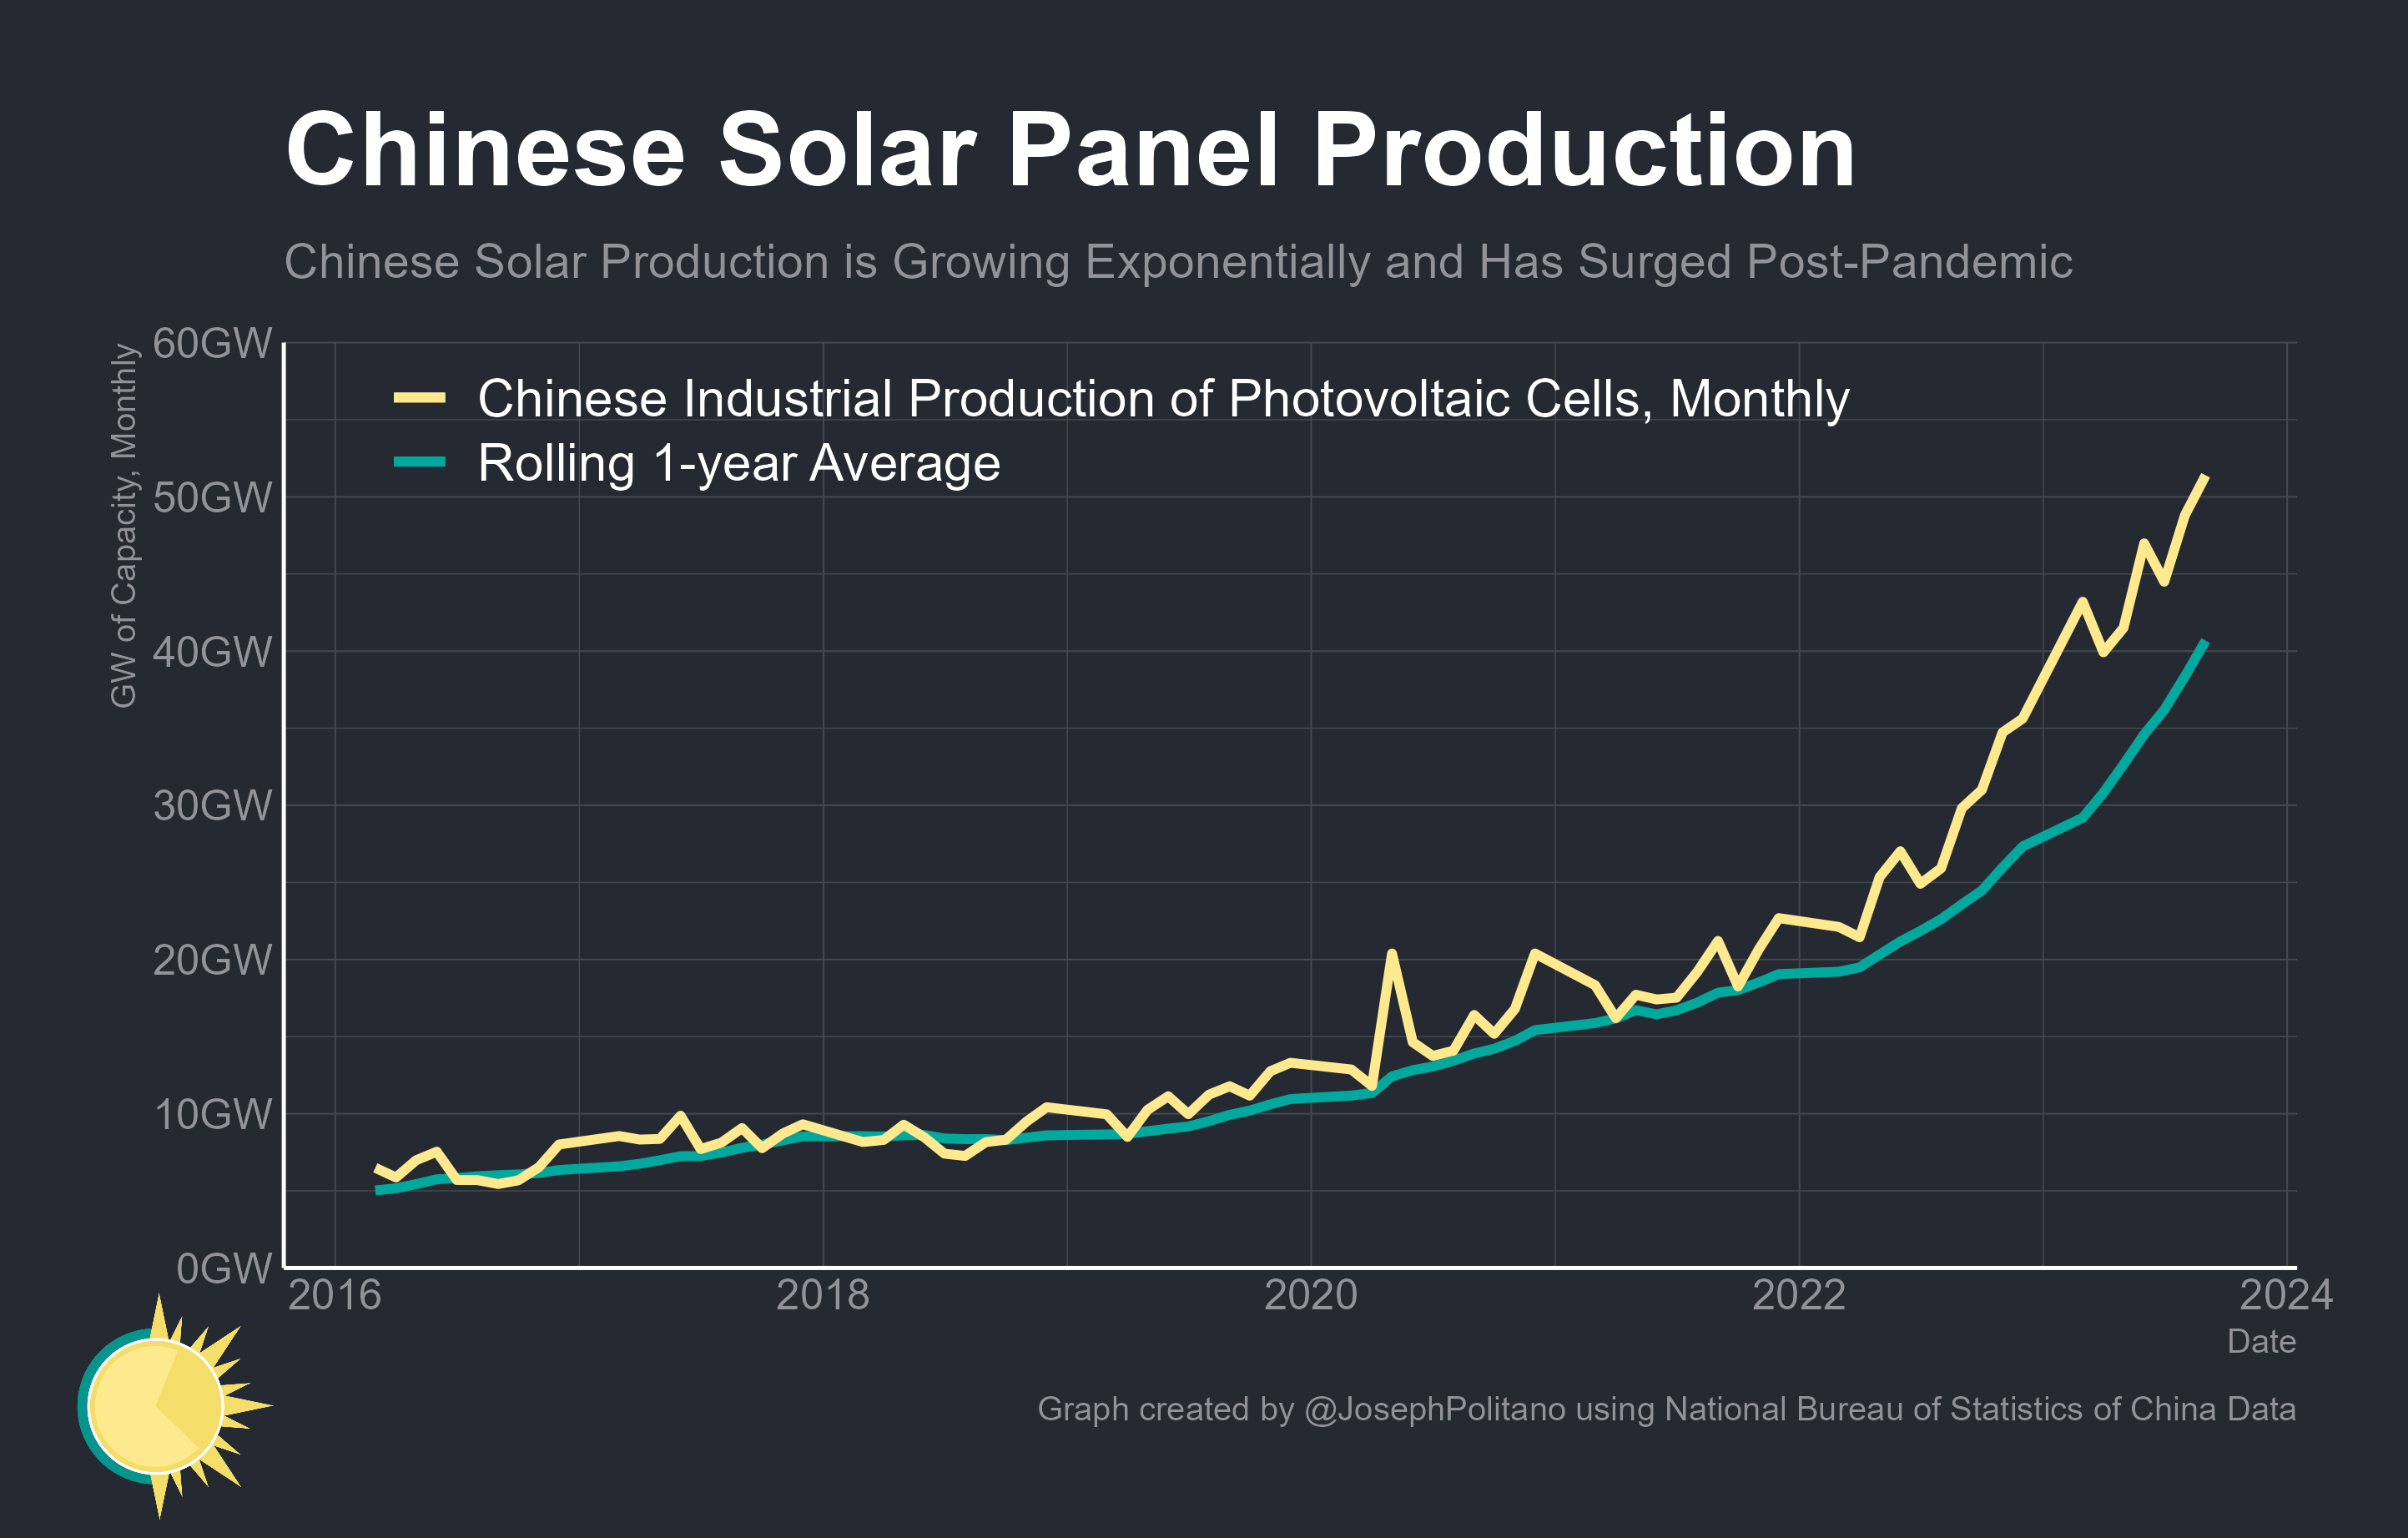 Chinese Solar Panel Production
Chinese Solar Production is Growing Exponentially and Has Surged Post-Pandemic
GW of Capacity, Monthly
60GW
50GW
40GW
30GW
20GW
10GW
0GW
Chinese Industrial Production of Photovoltaic Cells, Monthly
Rolling 1-year Average
2016
2018
2020
2022
2024
Date
Graph created by @JosephPolitano using National Bureau of Statistics of China Data